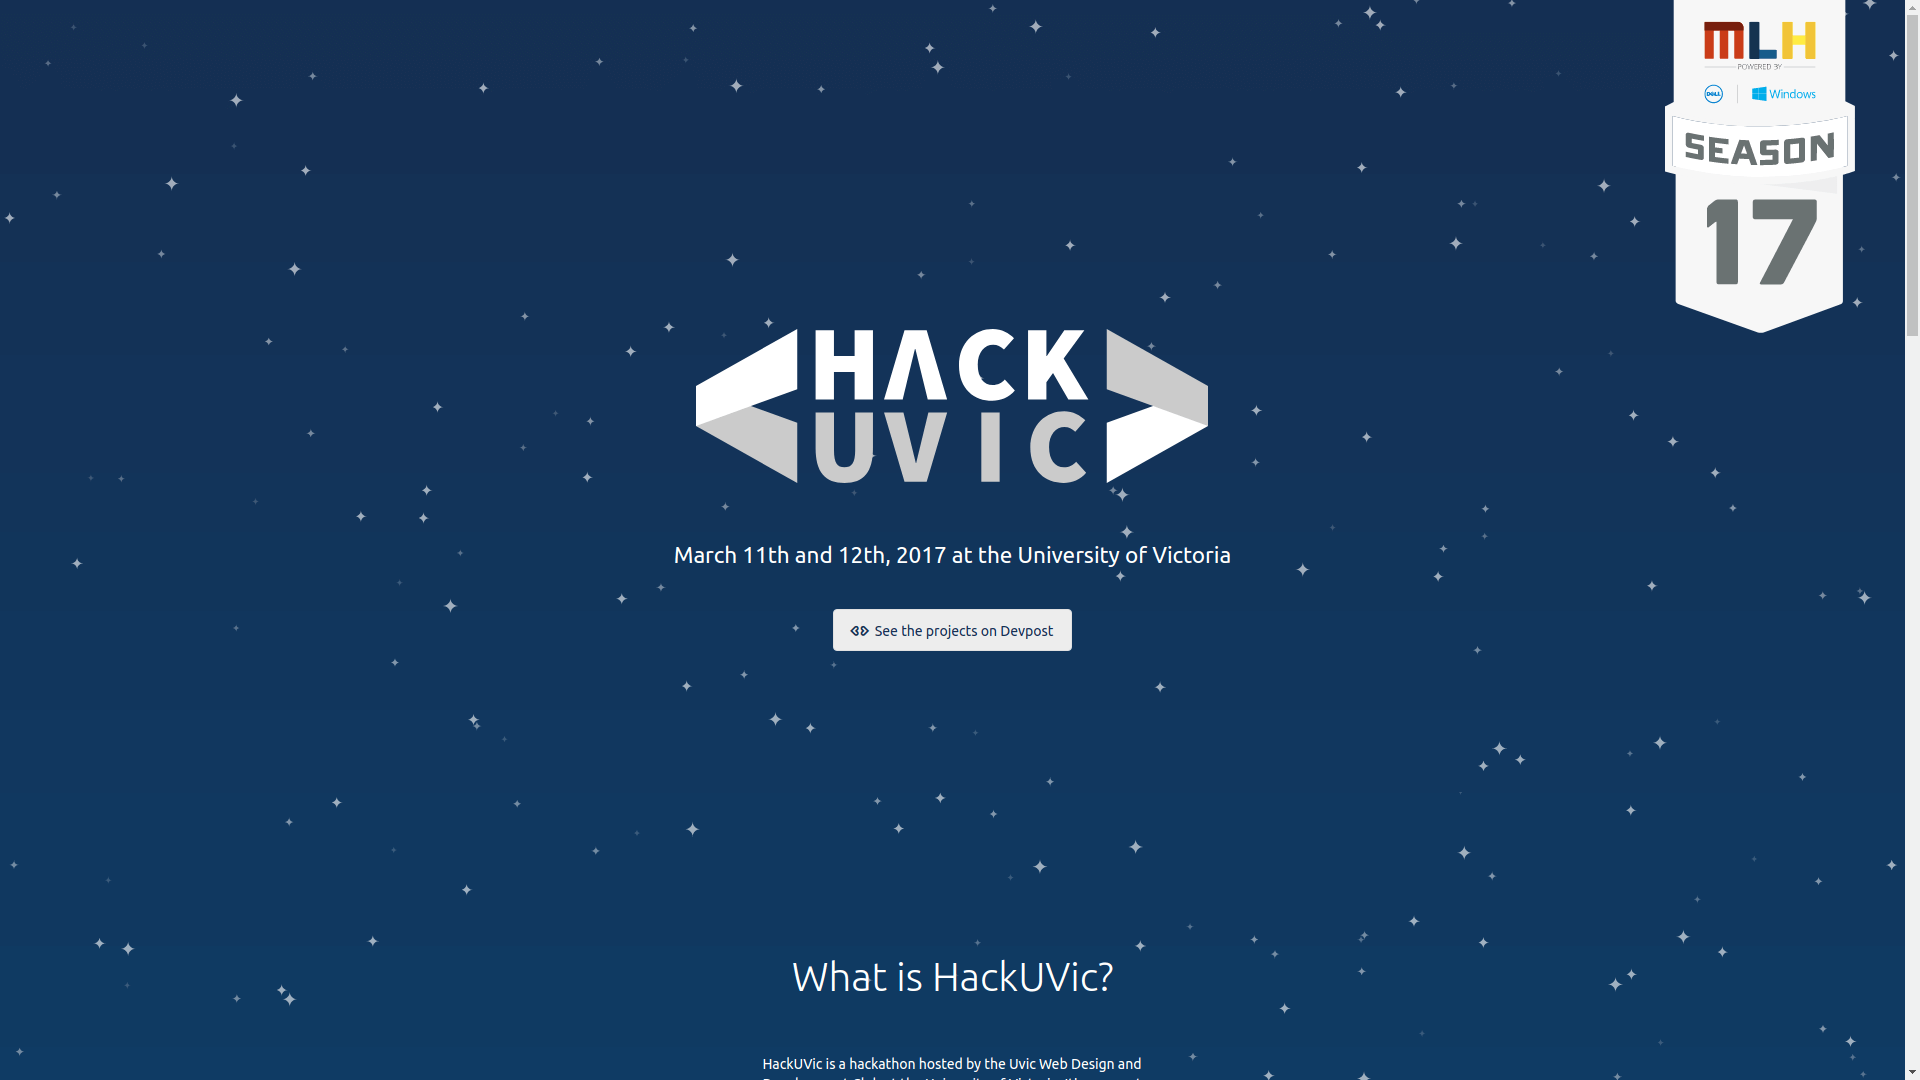 MLH
POWERED BY
DELL
Windows
SEASON
17
HACK
UVIC
March 11th and 12th, 2017 at the University of Victoria
See the projects on Devpost
What is HackUVic?
HackUVic is a hackathon hosted by the Uvic Web Design and